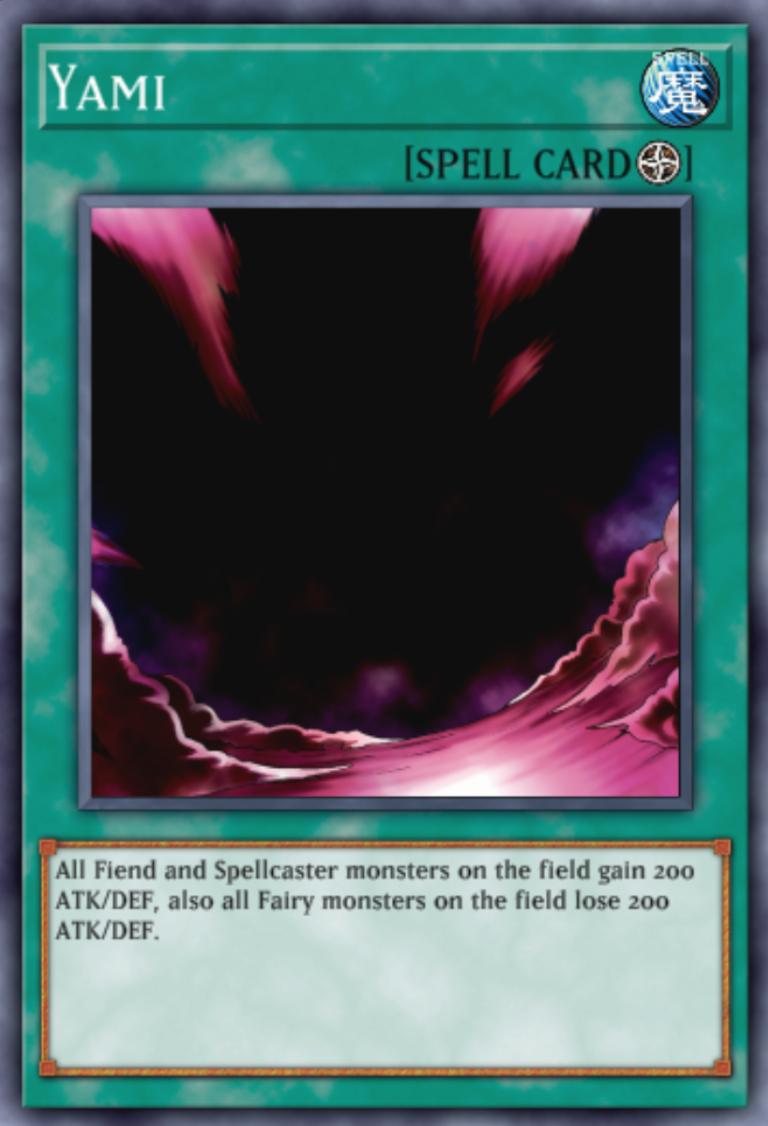 Yami
SPELL
魔
[SPELL CARD]
All Fiend and Spellcaster monsters on the field gain 200
ATK/DEF, also all Fairy monsters on the field lose 200
ATK/DEF.